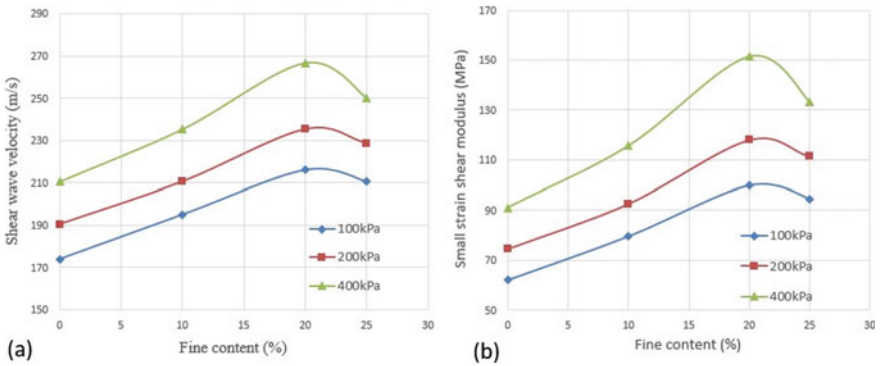 Shear wave velocity (m/s)
290
270
250
230
210
190
170
150
0 5 10 15 20 25 30
Fine content (%)
100kPa
200kPa
400kPa
(a)
Small strain shear modulus (MPa)
170
150
130
110
90
70
50
0 5 10 15 20 25 30
Fine content (%)
100kPa
200kPa
400kPa
(b)